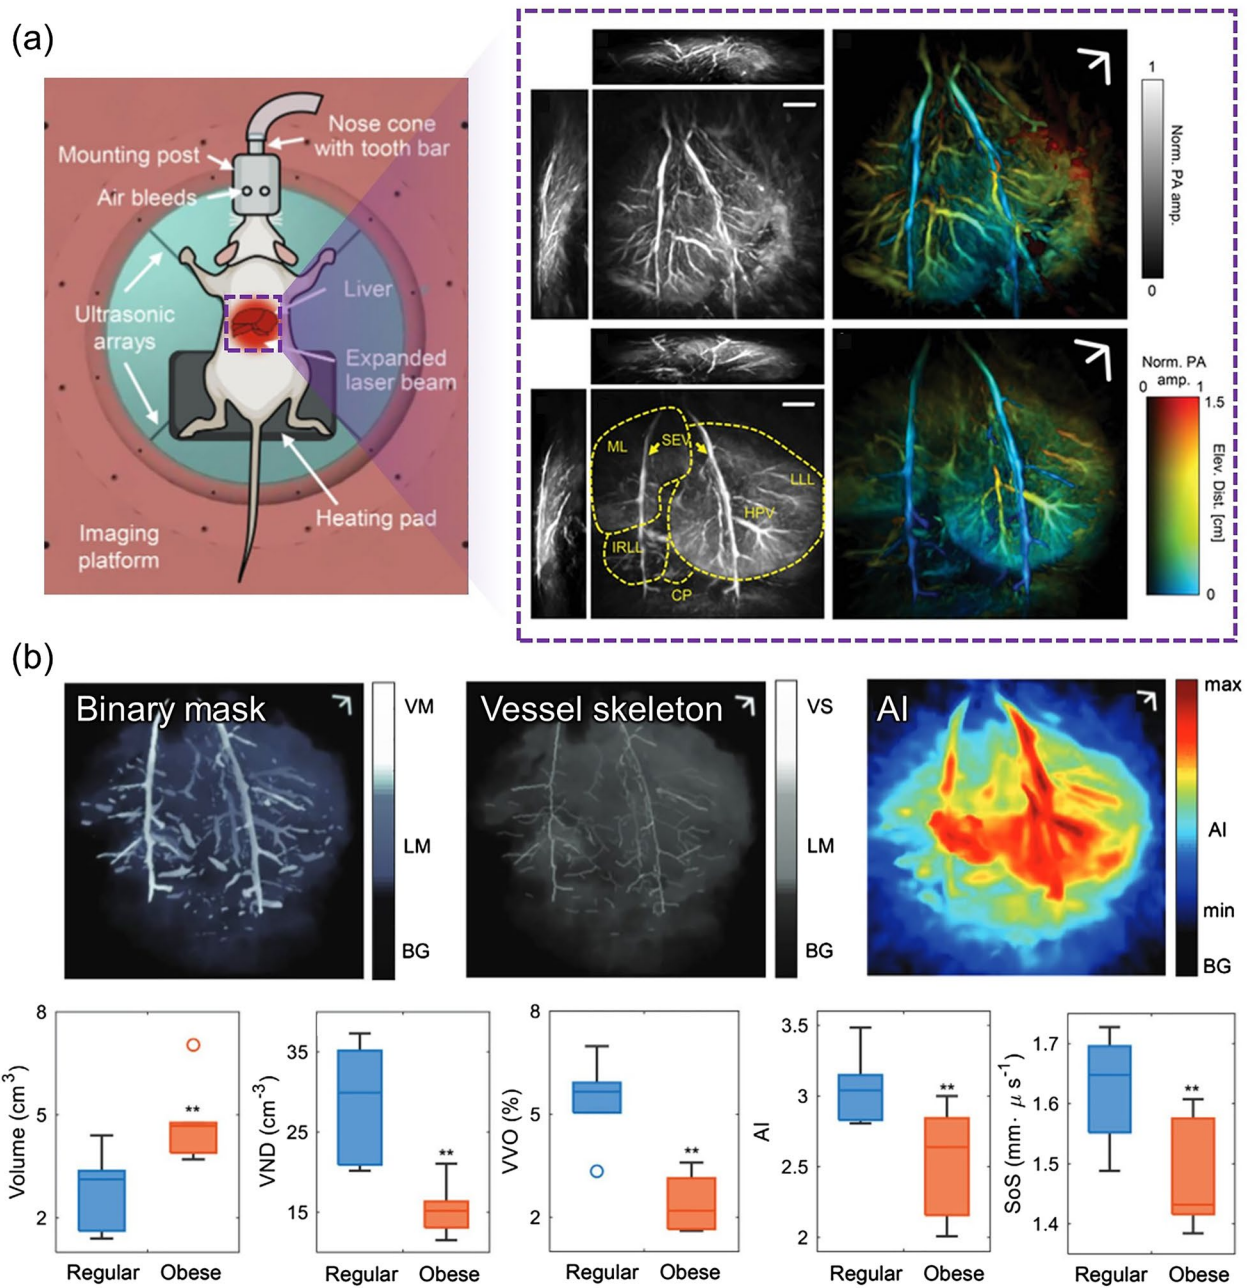 (a)
Nose cone
with tooth bar
Mounting post
Air bleeds
Liver
Ultrasonic
arrays
Expanded
laser beam
Heating pad
Imaging
platform
1
Norm. PA amp.
0
ML
SEV
LLL
HPV
IRLL
CP
Norm. PA
amp.
0 1
1.5
Elev. Dist. [cm]
0
(b)
Binary mask
VM
LM
BG
Vessel skeleton
VS
LM
BG
AI
max
AI
min
BG
Volume (cm³)
8
5
2
**
Regular Obese
VND (cm⁻³)
35
25
15
**
Regular Obese
VVO (%)
8
5
2
**
Regular Obese
AI
3.5
3
2.5
2
**
Regular Obese
SoS (mm· μ s⁻¹)
1.7
1.6
1.5
1.4
**
Regular Obese